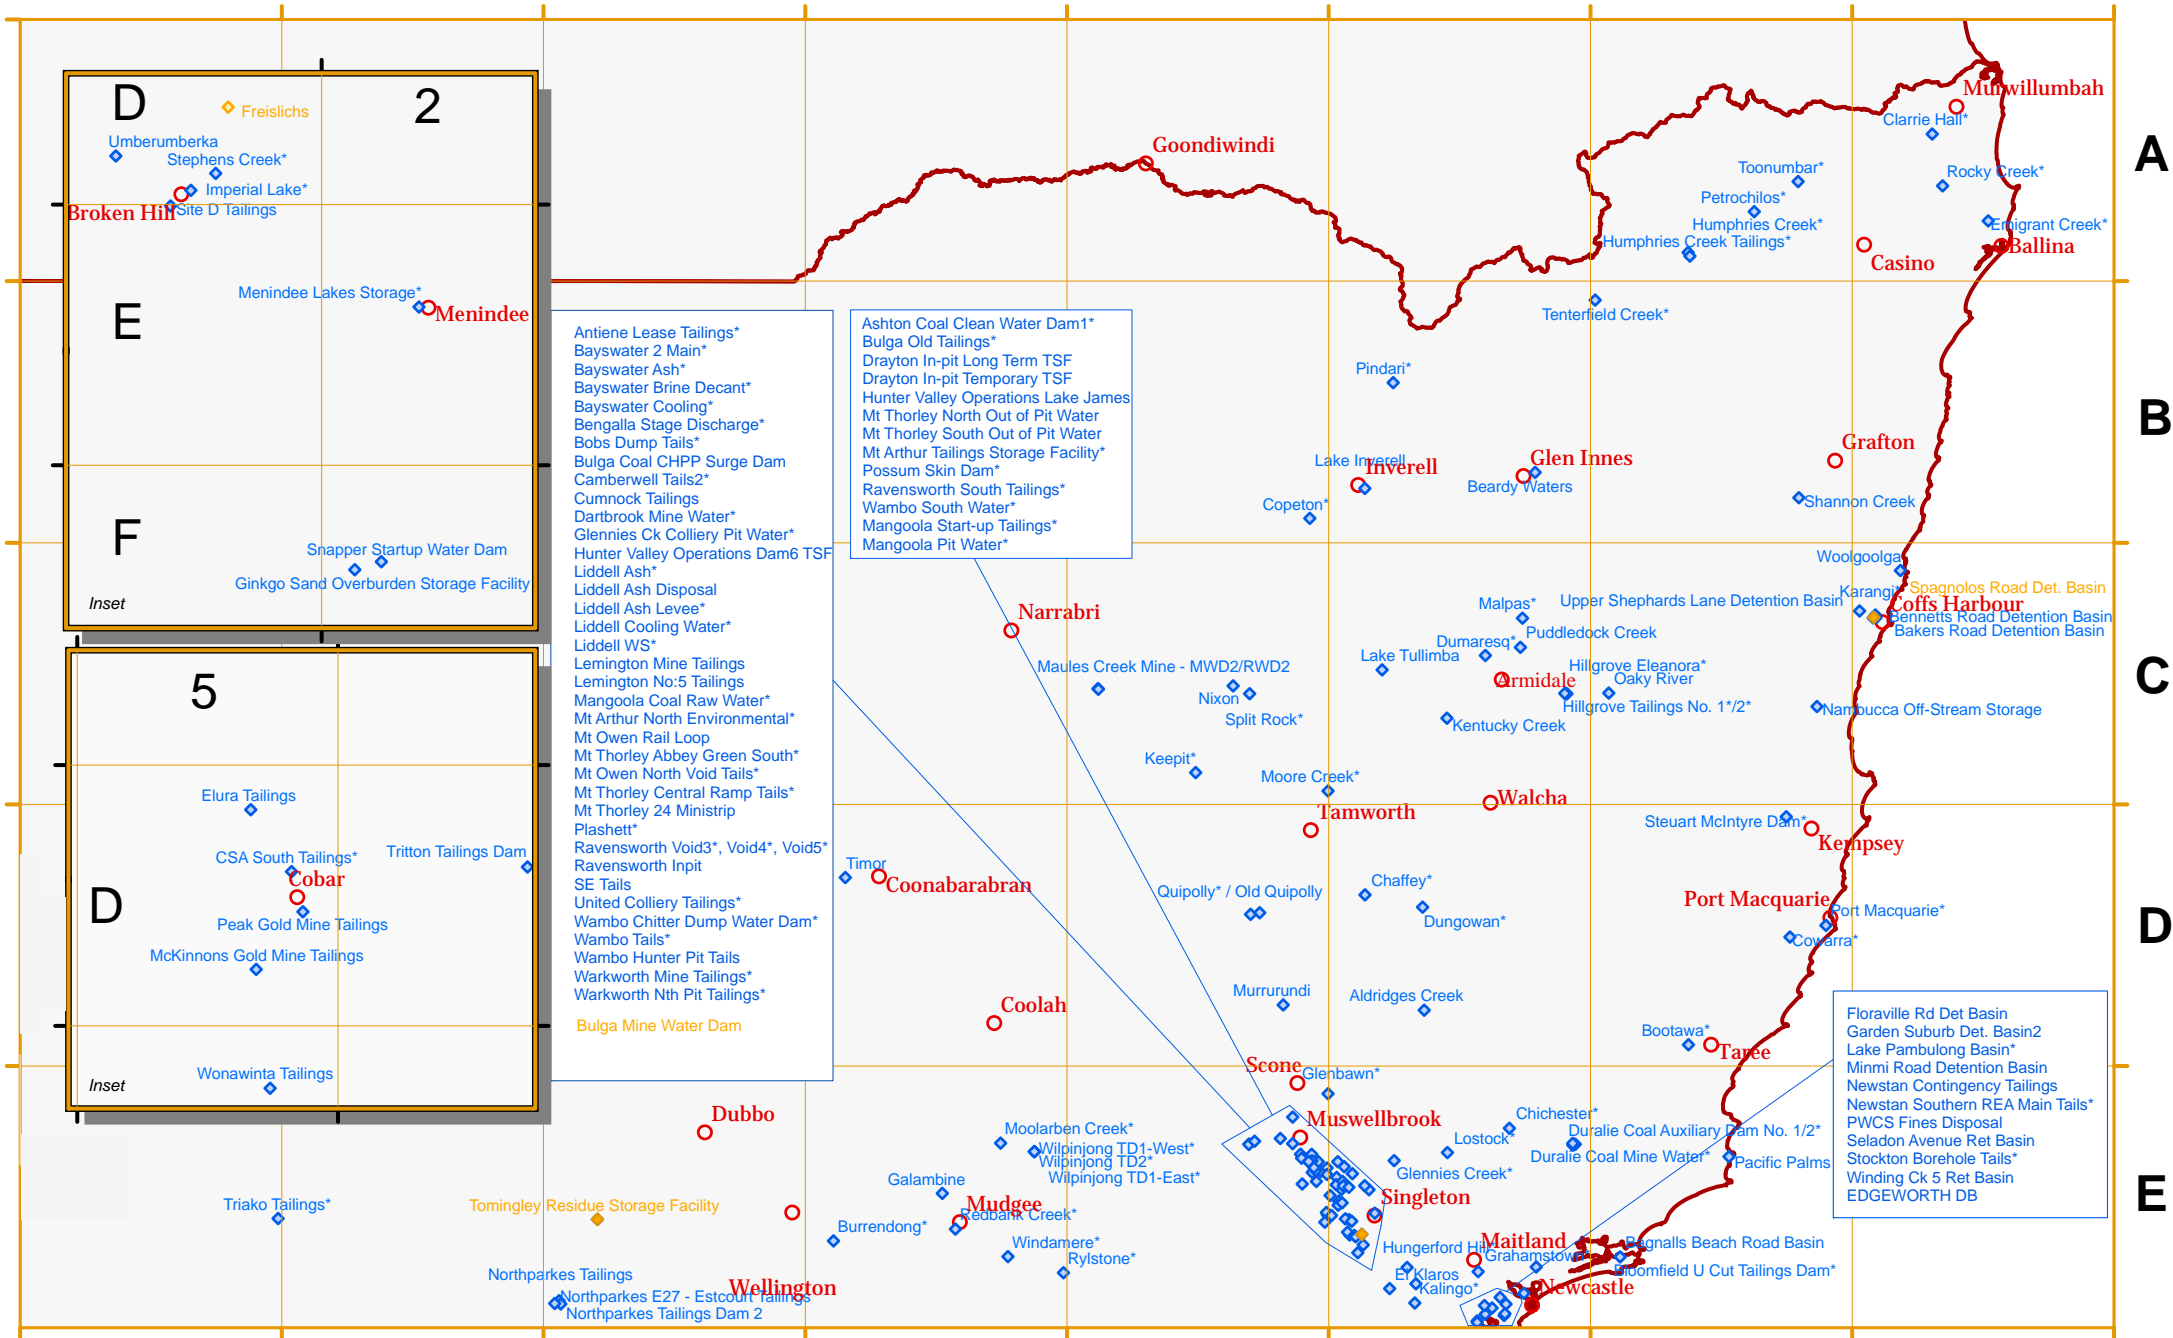 D
2
Freislichs
Umberumberka
Stephens Creek*
Imperial Lake*
Broken Hill
Site D Tailings
E
Menindee Lakes Storage*
Menindee
F
Snapper Startup Water Dam
Ginkgo Sand Overburden Storage Facility
Inset
5
Elura Tailings
CSA South Tailings*
Tritton Tailings Dam
Cobar
D
Peak Gold Mine Tailings
McKinnons Gold Mine Tailings
Wonawinta Tailings
Inset
Antiene Lease Tailings*
Bayswater 2 Main*
Bayswater Ash*
Bayswater Brine Decant*
Bayswater Cooling*
Bengalla Stage Discharge*
Bobs Dump Tails*
Bulga Coal CHPP Surge Dam
Camberwell Tails2*
Cumnock Tailings
Dartbrook Mine Water*
Glennies Ck Colliery Pit Water*
Hunter Valley Operations Dam6 TSF
Liddell Ash*
Liddell Ash Disposal
Liddell Ash Levee*
Liddell Cooling Water*
Liddell WS*
Lemington Mine Tailings
Lemington No:5 Tailings
Mangoola Coal Raw Water*
Mt Arthur North Environmental*
Mt Owen Rail Loop
Mt Thorley Abbey Green South*
Mt Owen North Void Tails*
Mt Thorley Central Ramp Tails*
Mt Thorley 24 Ministrip
Plashett*
Ravensworth Void3*, Void4*, Void5*
Ravensworth Inpit
SE Tails
United Colliery Tailings*
Wambo Chitter Dump Water Dam*
Wambo Tails*
Wambo Hunter Pit Tails
Warkworth Mine Tailings*
Warkworth Nth Pit Tailings*
Bulga Mine Water Dam
Ashton Coal Clean Water Dam1*
Bulga Old Tailings*
Drayton In-pit Long Term TSF
Drayton In-pit Temporary TSF
Hunter Valley Operations Lake James
Mt Thorley North Out of Pit Water
Mt Thorley South Out of Pit Water
Mt Arthur Tailings Storage Facility*
Possum Skin Dam*
Ravensworth South Tailings*
Wambo South Water*
Mangoola Start-up Tailings*
Mangoola Pit Water*
Goondiwindi
Murwillumbah
Clarrie Hall*
A
Toonumbar*
Rocky Creek*
Petrochilos*
Humphries Creek*
Emigrant Creek*
Humphries Creek Tailings*
Ballina
Casino
Tenterfield Creek*
Pindari*
B
Grafton
Lake Inverell
Inverell
Glen Innes
Beardy Waters
Copeton*
Shannon Creek
Woolgoolga
Spagnolos Road Det. Basin
Karangi*
Upper Shephards Lane Detention Basin
Coffs Harbour
Bennetts Road Detention Basin
Bakers Road Detention Basin
Narrabri
Malpas*
Puddledock Creek
Dumaresq*
Lake Tullimba
Maules Creek Mine - MWD2/RWD2
Hillgrove Eleanora*
Oaky River
Armidale
C
Nixon
Hillgrove Tailings No. 1*/2*
Nambucca Off-Stream Storage
Split Rock*
Kentucky Creek
Keepit*
Moore Creek*
Walcha
Tamworth
Steuart McIntyre Dam*
Kempsey
Timor
Coonabarabran
Quipolly* / Old Quipolly
Chaffey*
Dungowan*
Port Macquarie
Port Macquarie*
Cowarra*
D
Murrurundi
Aldridges Creek
Coolah
Bootawa*
Taree
Floraville Rd Det Basin
Garden Suburb Det. Basin2
Lake Pambulong Basin*
Minmi Road Detention Basin
Newstan Contingency Tailings
Newstan Southern REA Main Tails*
PWCS Fines Disposal
Seladon Avenue Ret Basin
Stockton Borehole Tails*
Winding Ck 5 Ret Basin
EDGEWORTH DB
E
Scone
Glenbawn*
Dubbo
Muswellbrook
Chichester*
Moolarben Creek*
Duralie Coal Auxiliary Dam No. 1/2*
Lostock*
Wilpinjong TD1-West*
Wilpinjong TD2*
Duralie Coal Mine Water*
Pacific Palms
Wilpinjong TD1-East*
Glennies Creek*
Galambine
Singleton
Triako Tailings*
Tomingley Residue Storage Facility
Mudgee
Redbank Creek*
Burrendong*
Windamere*
Rylstone*
Maitland
Hungerford Hill
Grahamstown
Bagnalls Beach Road Basin
Bloomfield U Cut Tailings Dam*
Northparkes Tailings
El Klaros
Kalingo*
Wellington
Newcastle
Northparkes E27 - Estcourt Tailings
Northparkes Tailings Dam 2